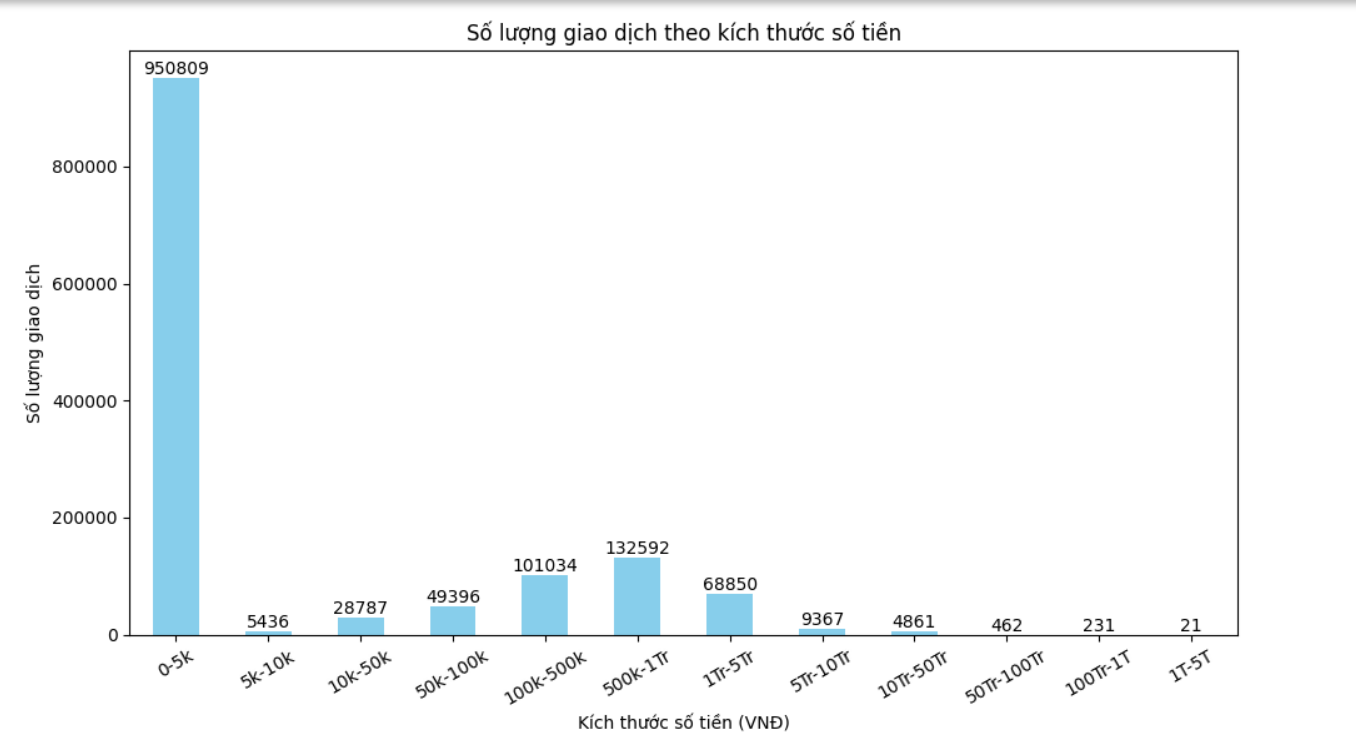 Số lượng giao dịch theo kích thước số tiền
950809
800000
600000
400000
200000
0
Số lượng giao dịch
5436
28787
49396
101034
132592
68850
9367
4861
462
231
21
0-5k
5k-10k
10k-50k
50k-100k
100k-500k
500k-1Tr
1Tr-5Tr
5Tr-10Tr
10Tr-50Tr
50Tr-100Tr
100Tr-1T
1T-5T
Kích thước số tiền (VNĐ)